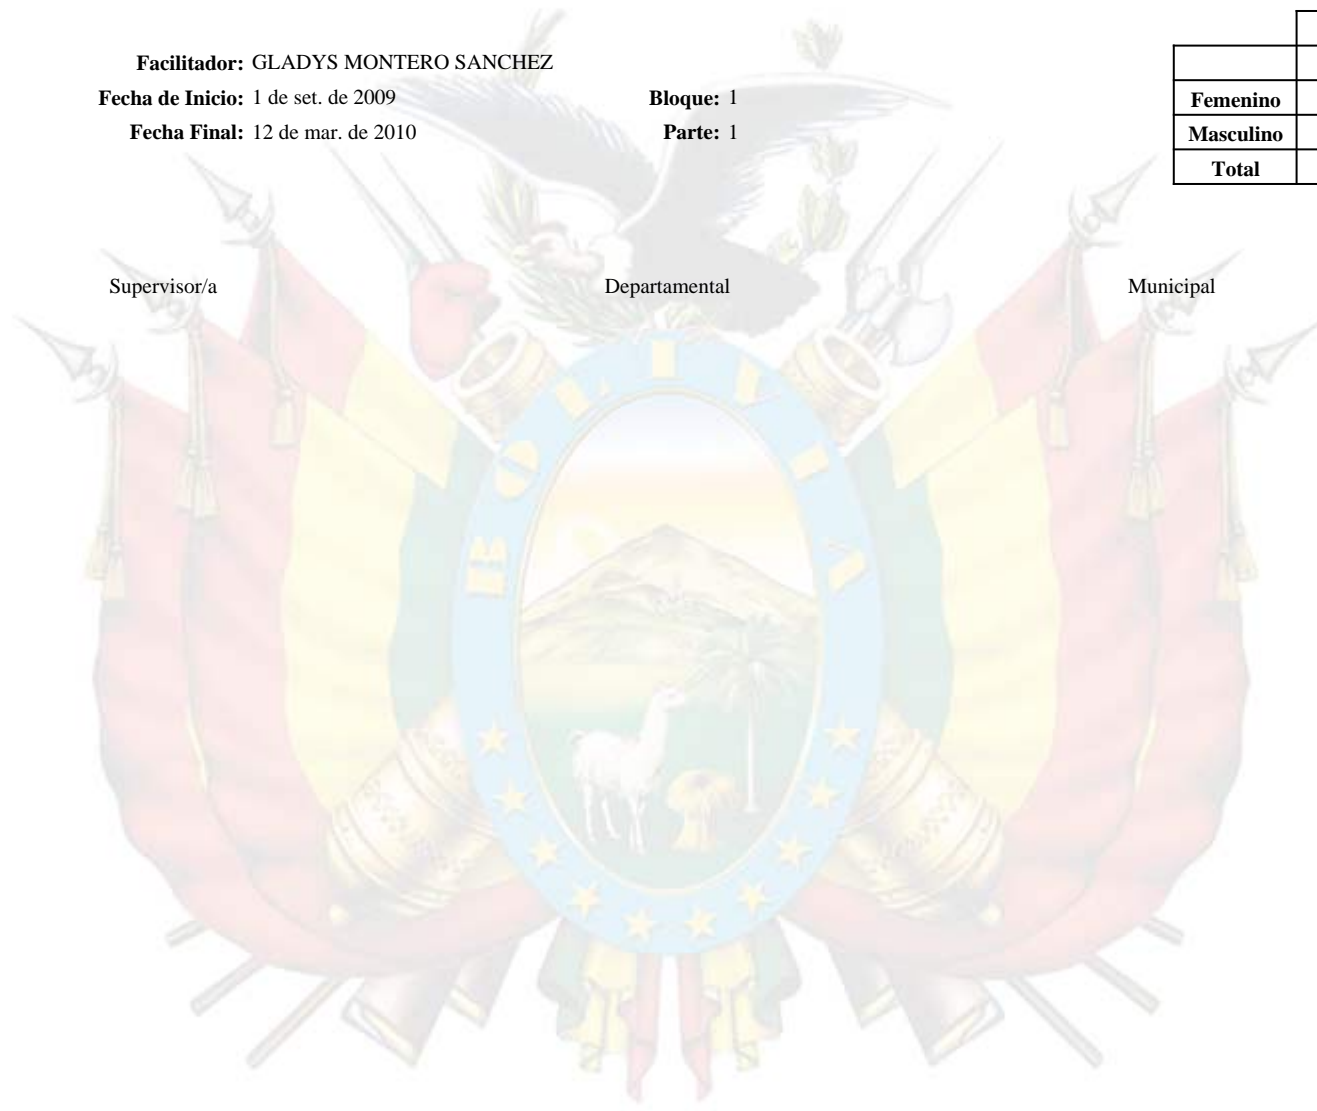 Facilitador: GLADYS MONTERO SANCHEZ
Fecha de Inicio: 1 de set. de 2009 Bloque: 1
Fecha Final: 12 de mar. de 2010 Parte: 1
Femenino
Masculino
Total
Supervisor/a Departamental Municipal
BOLIVIA